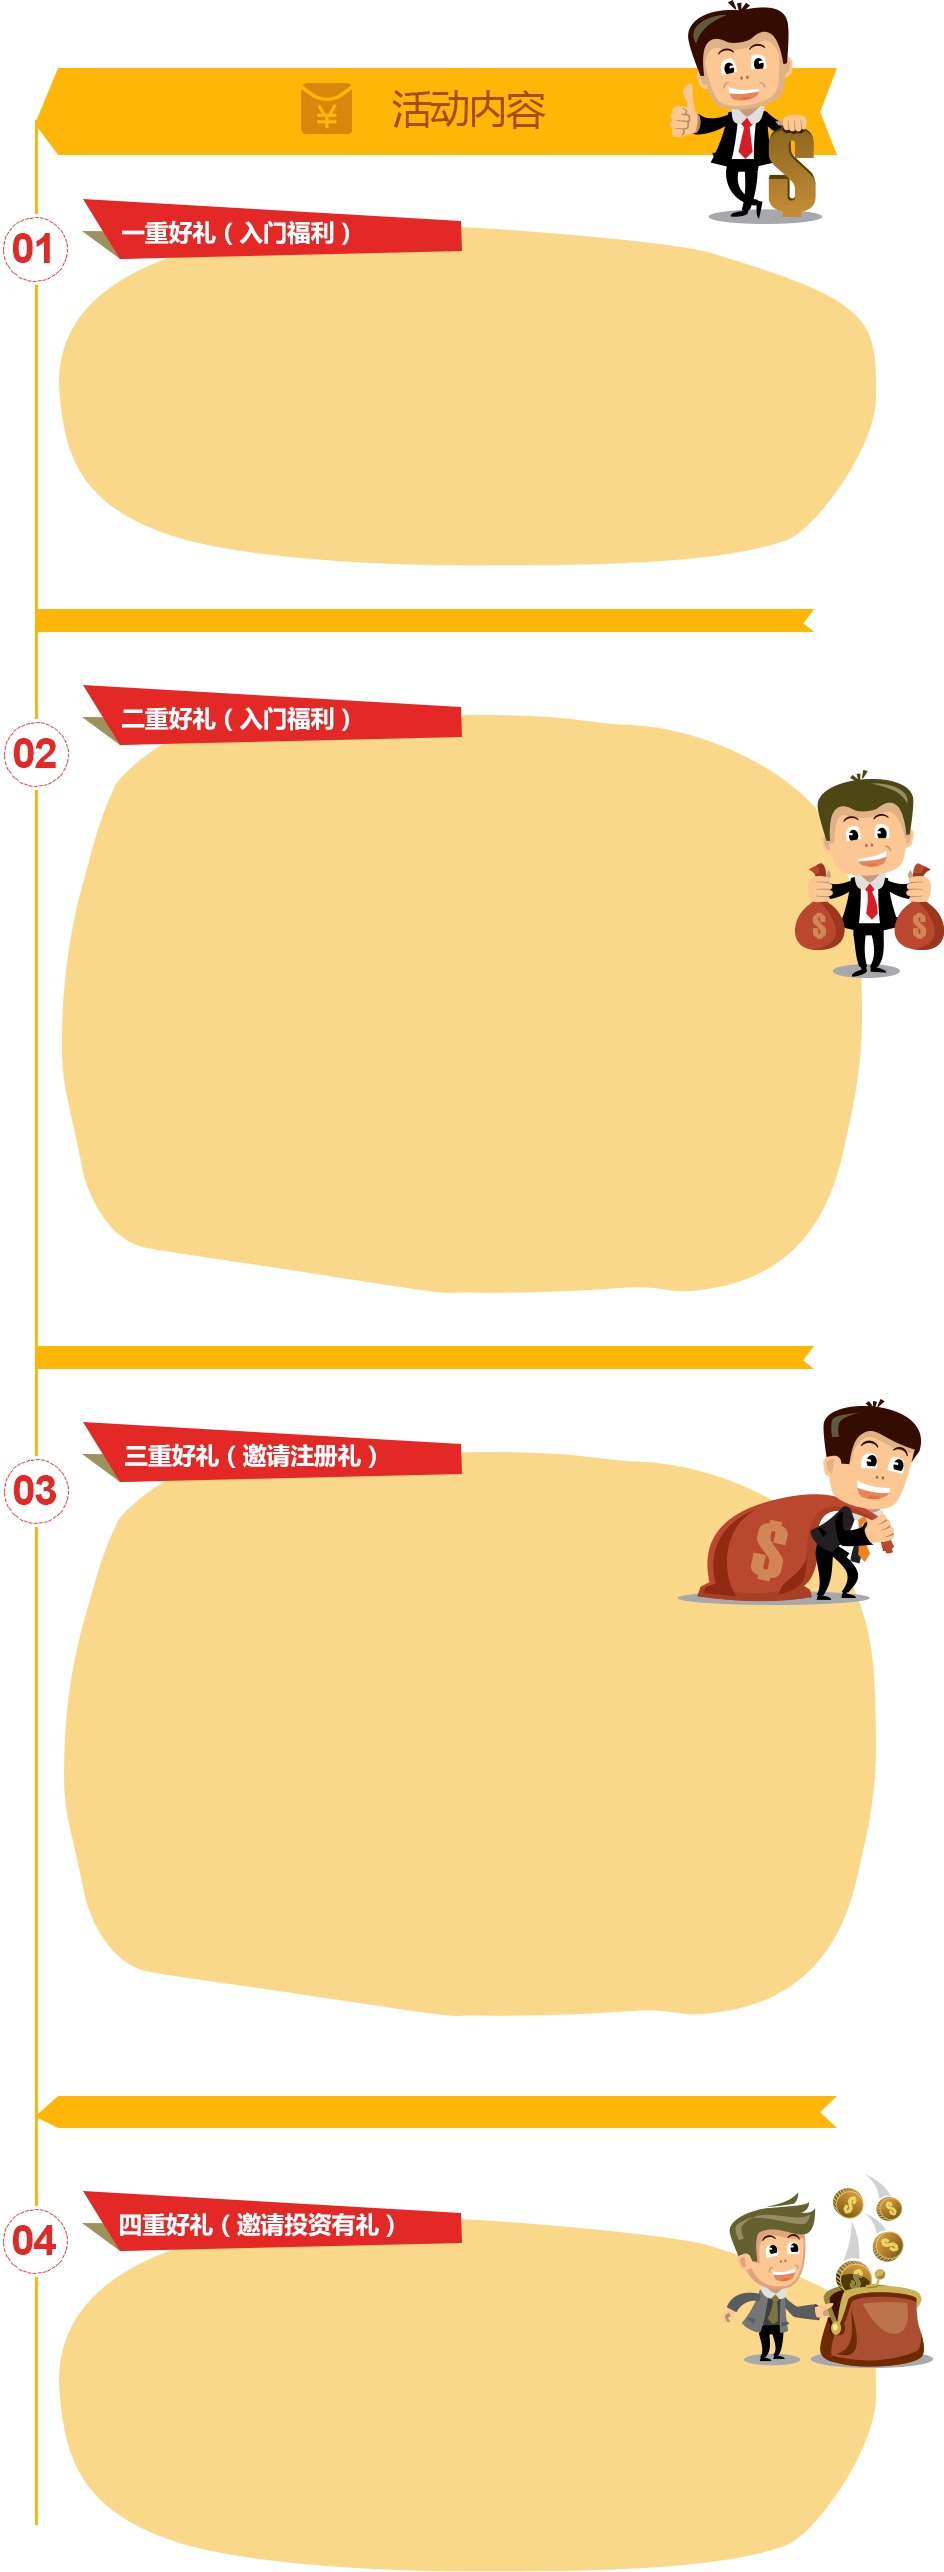 ¥ 活动内容
01
一重好礼（入门福利）
02
二重好礼（入门福利）
$ $
03
三重好礼（邀请注册礼）
$
04
四重好礼（邀请投资有礼）